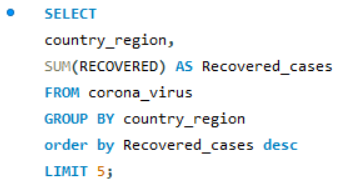 SELECT
country_region,
SUM(RECOVERED) AS Recovered_cases
FROM corona_virus
GROUP BY country_region
order by Recovered_cases desc
LIMIT 5;